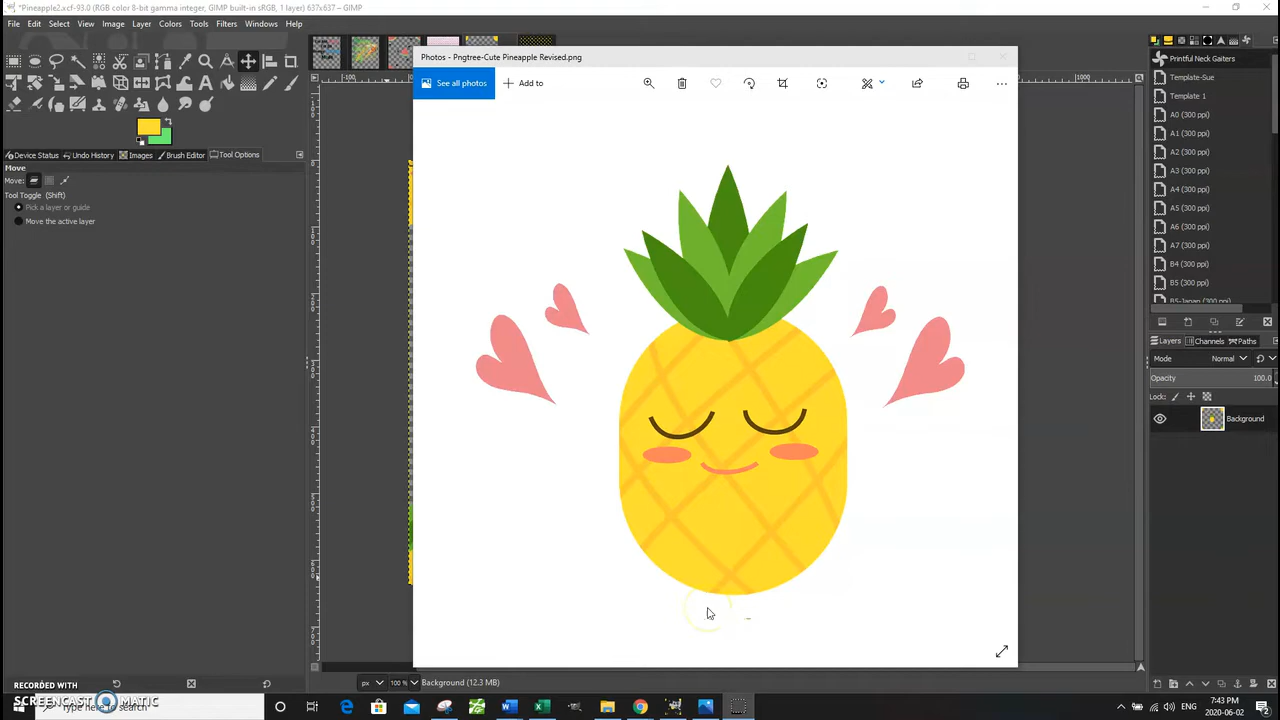 *Pineapple2.xcf-93.0 (RGB color 8-bit gamma integer, GIMP built-in sRGB, 1 layer) 637x637 – GIMP
File Edit Select View Image Layer Colors Tools Filters Windows Help
Photos - Pngtree-Cute Pineapple Revised.png
See all photos
Add to
Device Status
Undo History
Images
Brush Editor
Tool Options
Move
Move:
Tool Toggle (Shift)
Pick a layer or guide
Move the active layer
-100
1000
Printful Neck Gaiters
Template-Sue
Template 1
A0 (300 ppi)
A1 (300 ppi)
A2 (300 ppi)
A3 (300 ppi)
A4 (300 ppi)
A5 (300 ppi)
A6 (300 ppi)
A7 (300 ppi)
B4 (300 ppi)
B5 (300 ppi)
B5-Japan (300 ppi)
Layers
Channels
Paths
Mode
Normal
Opacity
100.0
Lock:
Background
px
100 %
Background (12.3 MB)
RECORDED WITH
SCREENCAST MATIC
ENG
7:43 PM
2020-06-02